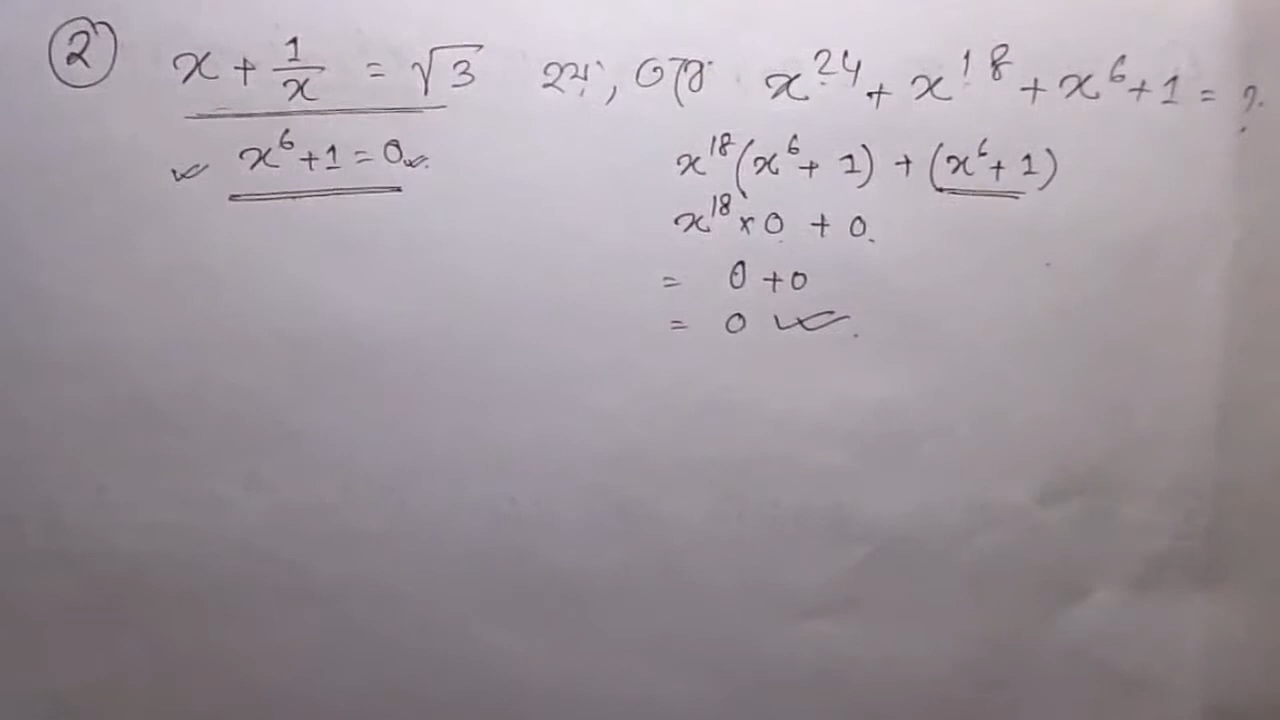 ② x + 1/x = √3 হয়, তবে x²⁴ + x¹⁸ + x⁶ + 1 = ?
x⁶ + 1 = 0
x¹⁸(x⁶ + 1) + (x⁶ + 1)
x¹⁸ × 0 + 0.
= 0 + 0
= 0